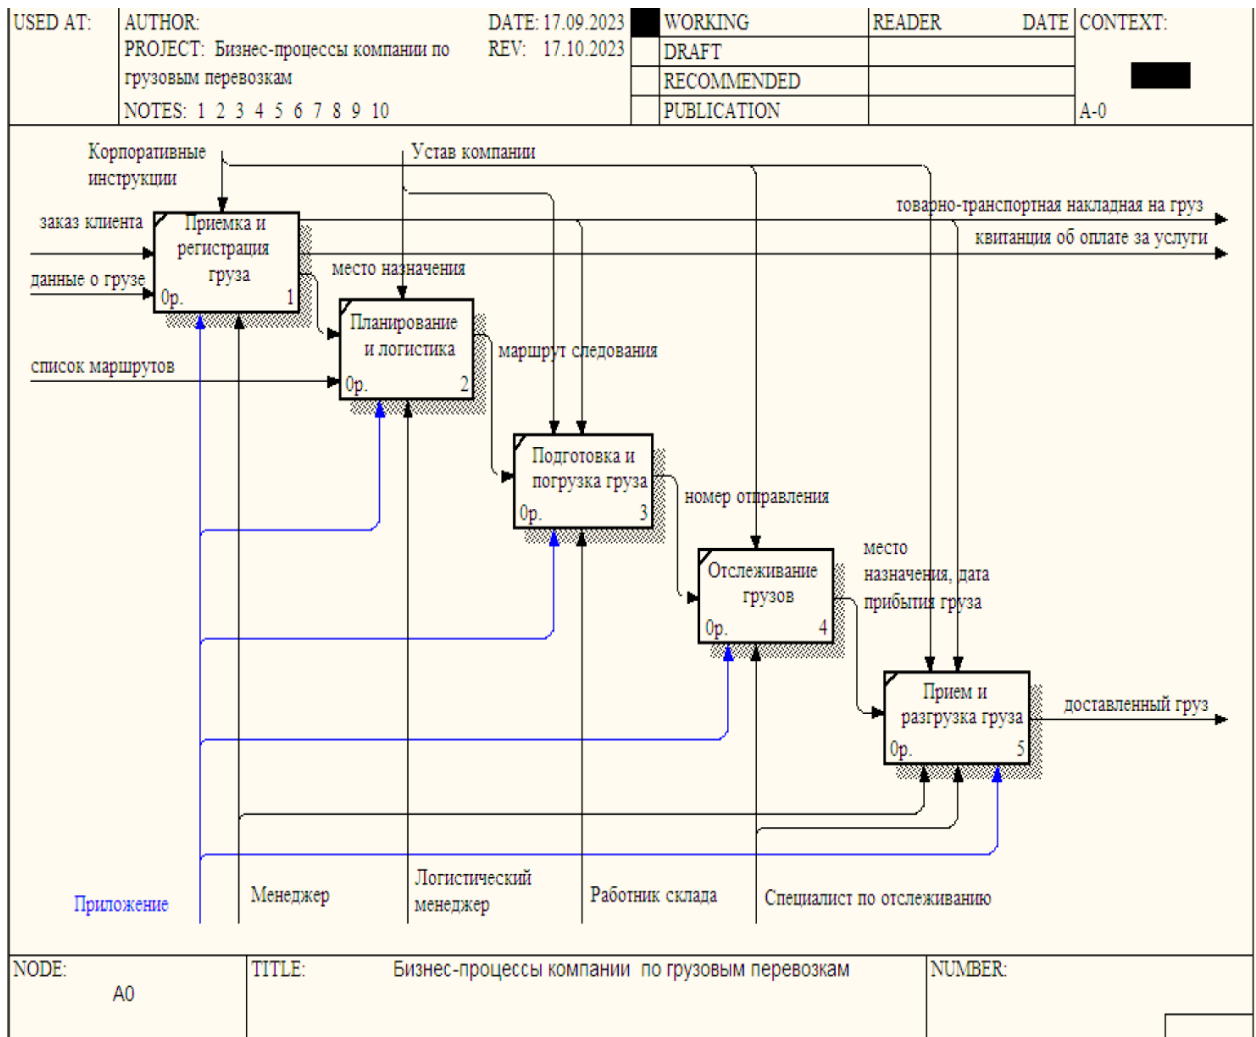 USED AT:
AUTHOR:
DATE: 17.09.2023
PROJECT: Бизнес-процессы компании по
грузовым перевозкам
REV: 17.10.2023
NOTES: 1 2 3 4 5 6 7 8 9 10
WORKING
DRAFT
RECOMMENDED
PUBLICATION
READER
DATE
CONTEXT:
A-0
Корпоративные
инструкции
Устав компании
заказ клиента
данные о грузе
Приемка и
регистрация
груза
0р.
1
товарно-транспортная накладная на груз
квитанция об оплате за услуги
место назначения
список маршрутов
Планирование
и логистика
0р.
2
маршрут следования
Подготовка и
погрузка груза
0р.
3
номер отправления
Отслеживание
грузов
0р.
4
место
назначения, дата
прибытия груза
Прием и
разгрузка груза
0р.
5
доставленный груз
Приложение
Менеджер
Логистический
менеджер
Работник склада
Специалист по отслеживанию
NODE:
A0
TITLE:
Бизнес-процессы компании по грузовым перевозкам
NUMBER: